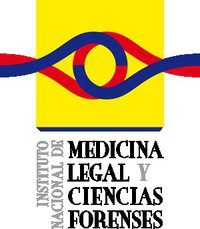 INSTITUTO
NACIONAL DE
MEDICINA
LEGAL Y
CIENCIAS
FORENSES